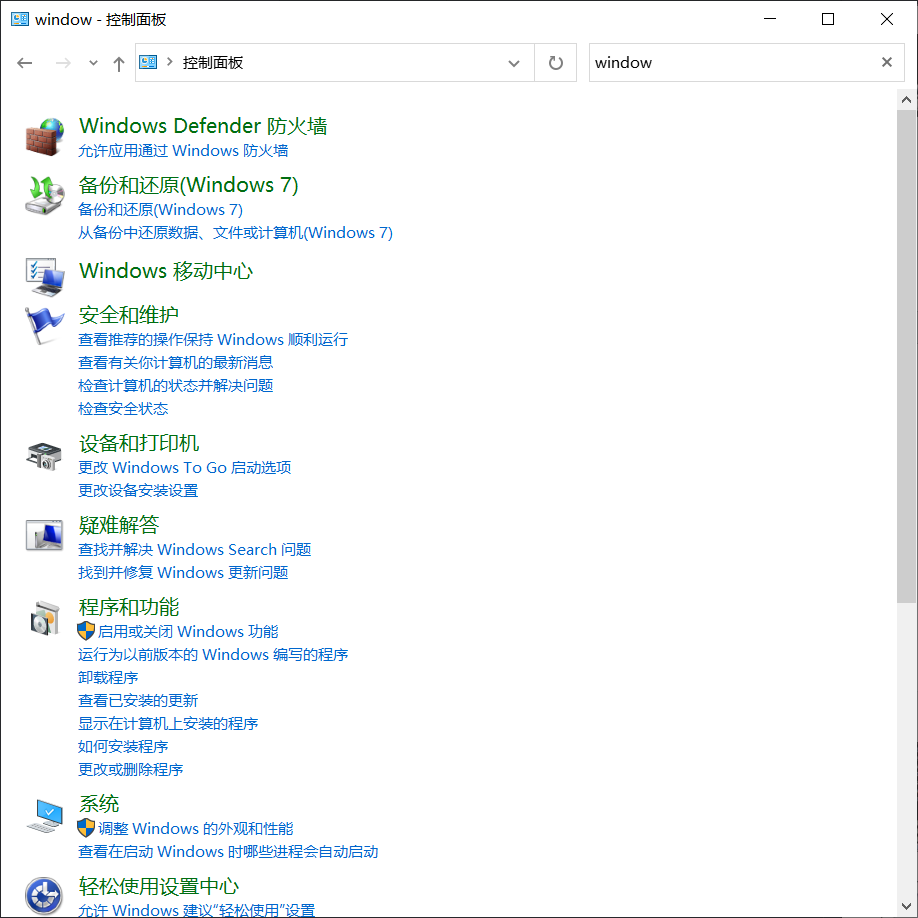 window - 控制面板
控制面板
window
Windows Defender 防火墙
允许应用通过 Windows 防火墙
备份和还原(Windows 7)
备份和还原(Windows 7)
从备份中还原数据、文件或计算机(Windows 7)
Windows 移动中心
安全和维护
查看推荐的操作保持 Windows 顺利运行
查看有关你计算机的最新消息
检查计算机的状态并解决问题
检查安全状态
设备和打印机
更改 Windows To Go 启动选项
更改设备安装设置
疑难解答
查找并解决 Windows Search 问题
找到并修复 Windows 更新问题
程序和功能
启用或关闭 Windows 功能
运行为以前版本的 Windows 编写的程序
卸载程序
查看已安装的更新
显示在计算机上安装的程序
如何安装程序
更改或删除程序
系统
调整 Windows 的外观和性能
查看在启动 Windows 时哪些进程会自动启动
轻松使用设置中心
允许 Windows 建议“轻松使用”设置